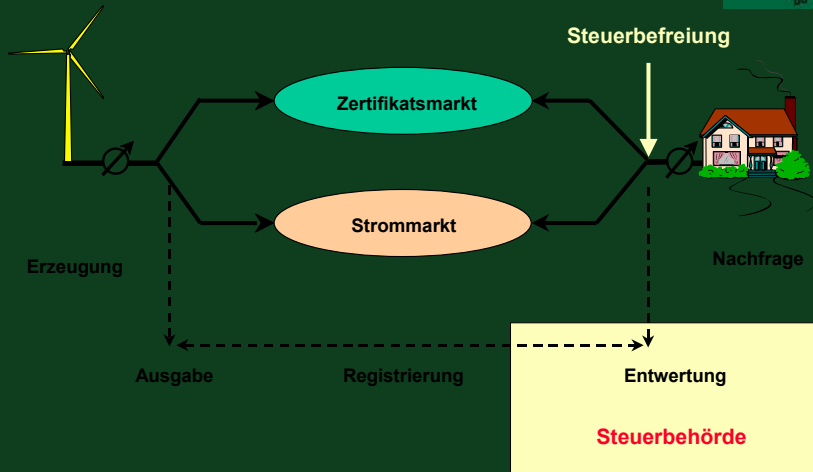 Steuerbefreiung
Zertifikatsmarkt
Strommarkt
Erzeugung
Nachfrage
Ausgabe
Registrierung
Entwertung
Steuerbehörde